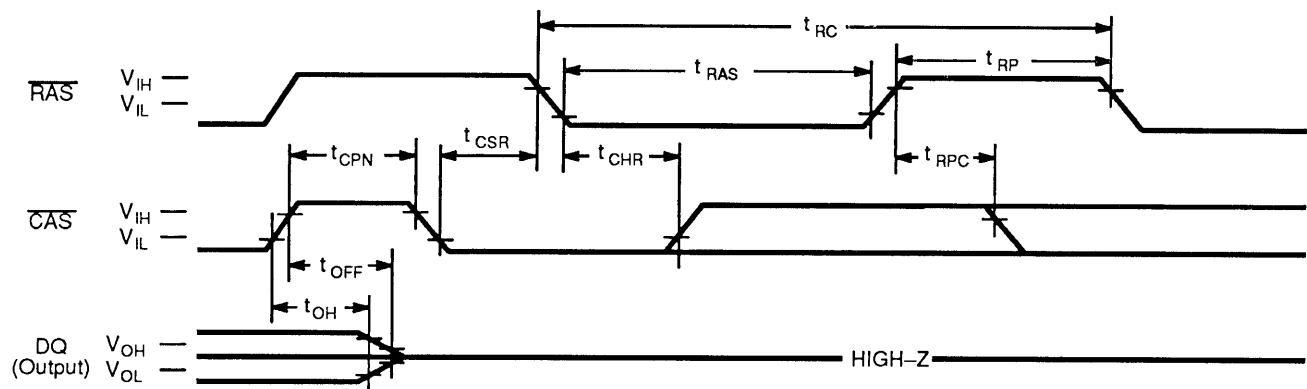 t RC
V IH
t RAS
t RP
RAS
V IL
t CSR
t CPN
t CHR
t RPC
V IH
CAS
V IL
t OFF
t OH
DQ
(Output)
V OH
V OL
HIGH–Z